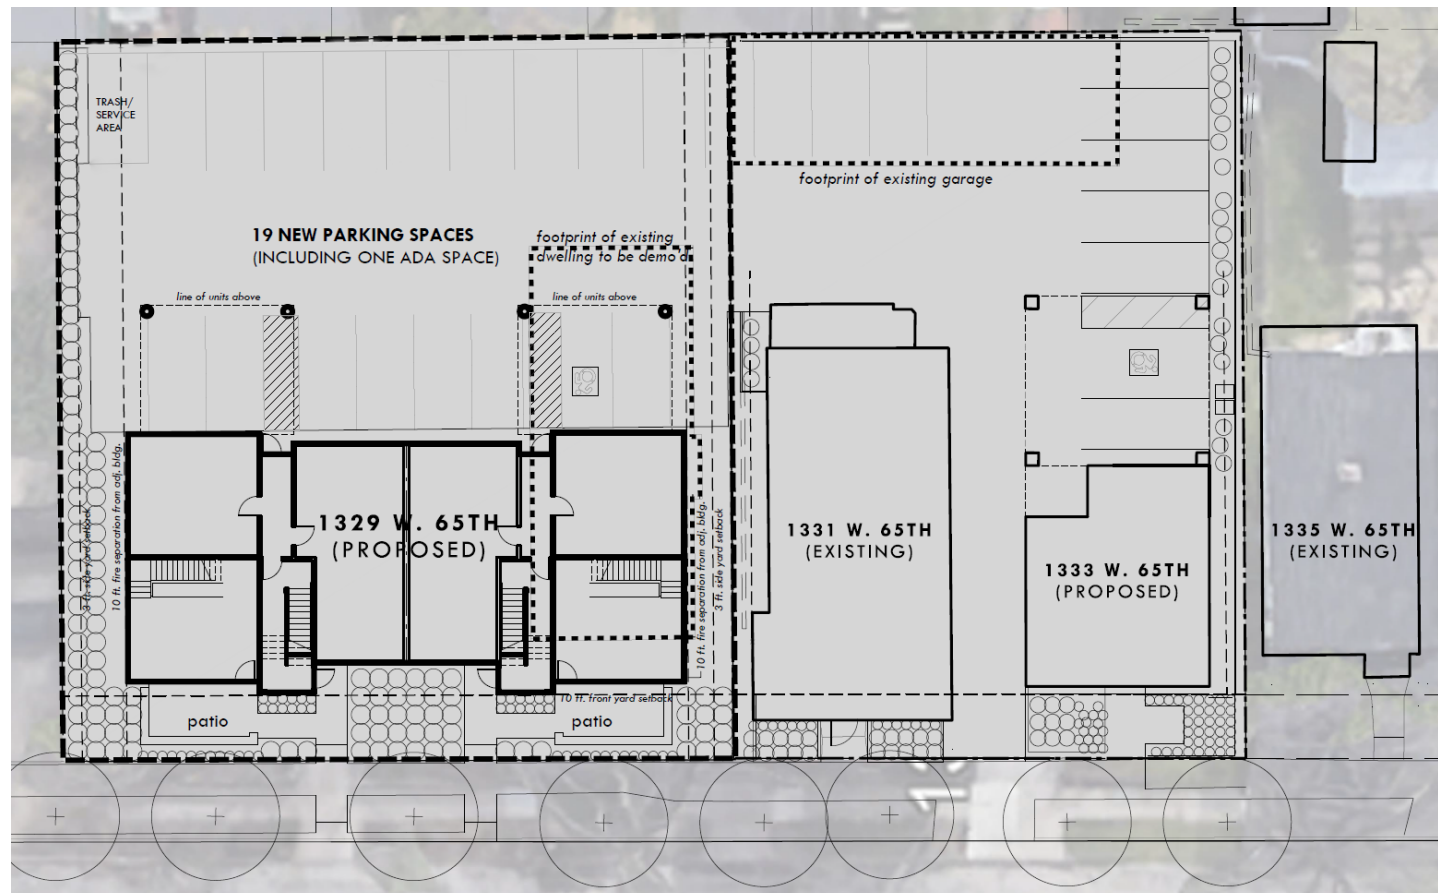 TRASH/
SERVICE
AREA
footprint of existing garage
19 NEW PARKING SPACES
(INCLUDING ONE ADA SPACE)
footprint of existing
dwelling to be demo'd
line of units above
line of units above
3 ft. side yard setback
10 ft. fire separation from adj. bldg.
1329 W. 65TH
(PROPOSED)
10 ft. fire separation from adj. bldg.
3 ft. side yard setback
1331 W. 65TH
(EXISTING)
1333 W. 65TH
(PROPOSED)
1335 W. 65TH
(EXISTING)
10 ft. front yard setback
patio
patio